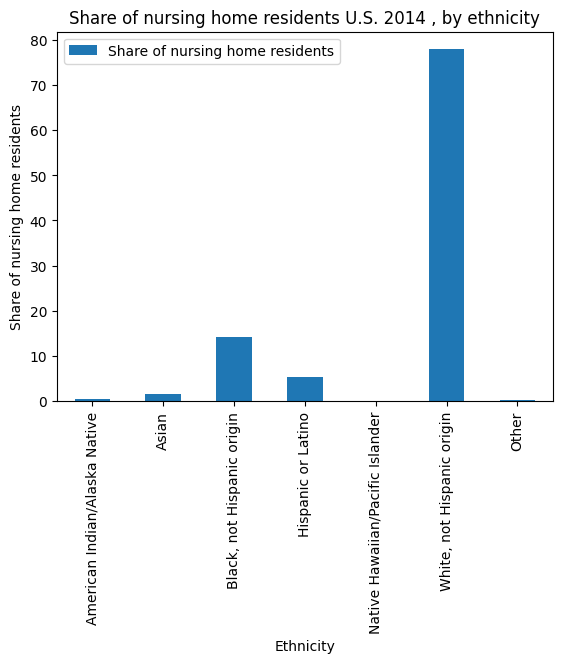 Share of nursing home residents U.S. 2014 , by ethnicity
Share of nursing home residents
Share of nursing home residents
80
70
60
50
40
30
20
10
0
American Indian/Alaska Native
Asian
Black, not Hispanic origin
Hispanic or Latino
Native Hawaiian/Pacific Islander
White, not Hispanic origin
Other
Ethnicity